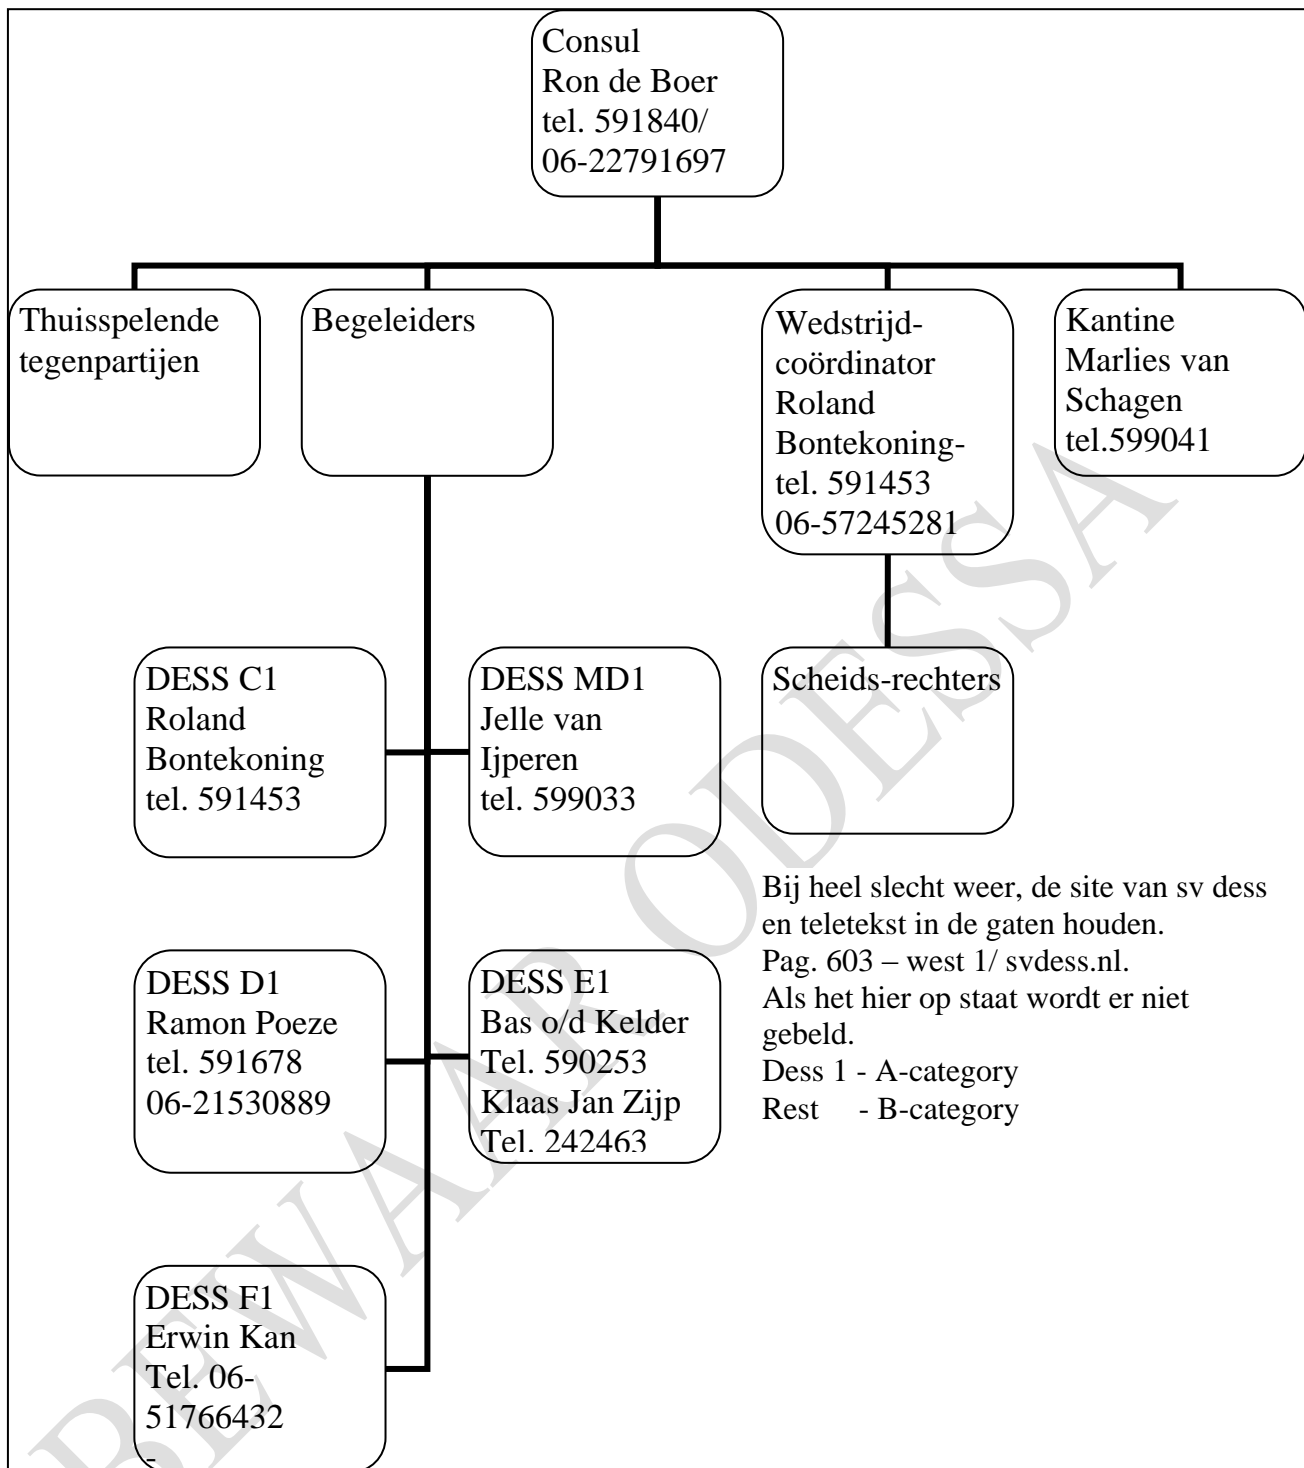 Consul
Ron de Boer
tel. 591840/
06-22791697
Thuisspelende
tegenpartijen
Begeleiders
Wedstrijd-
coördinator
Roland
Bontekoning-
tel. 591453
06-57245281
Kantine
Marlies van
Schagen
tel.599041
DESS C1
Roland
Bontekoning
tel. 591453
DESS MD1
Jelle van
Ijperen
tel. 599033
Scheids-rechters
DESS D1
Ramon Poeze
tel. 591678
06-21530889
DESS E1
Bas o/d Kelder
Tel. 590253
Klaas Jan Zijp
Tel. 242463
Bij heel slecht weer, de site van sv dess
en teletekst in de gaten houden.
Pag. 603 – west 1/ svdess.nl.
Als het hier op staat wordt er niet
gebeld.
Dess 1 - A-category
Rest - B-category
DESS F1
Erwin Kan
Tel. 06-
51766432
-
BEWAAR ODESSA